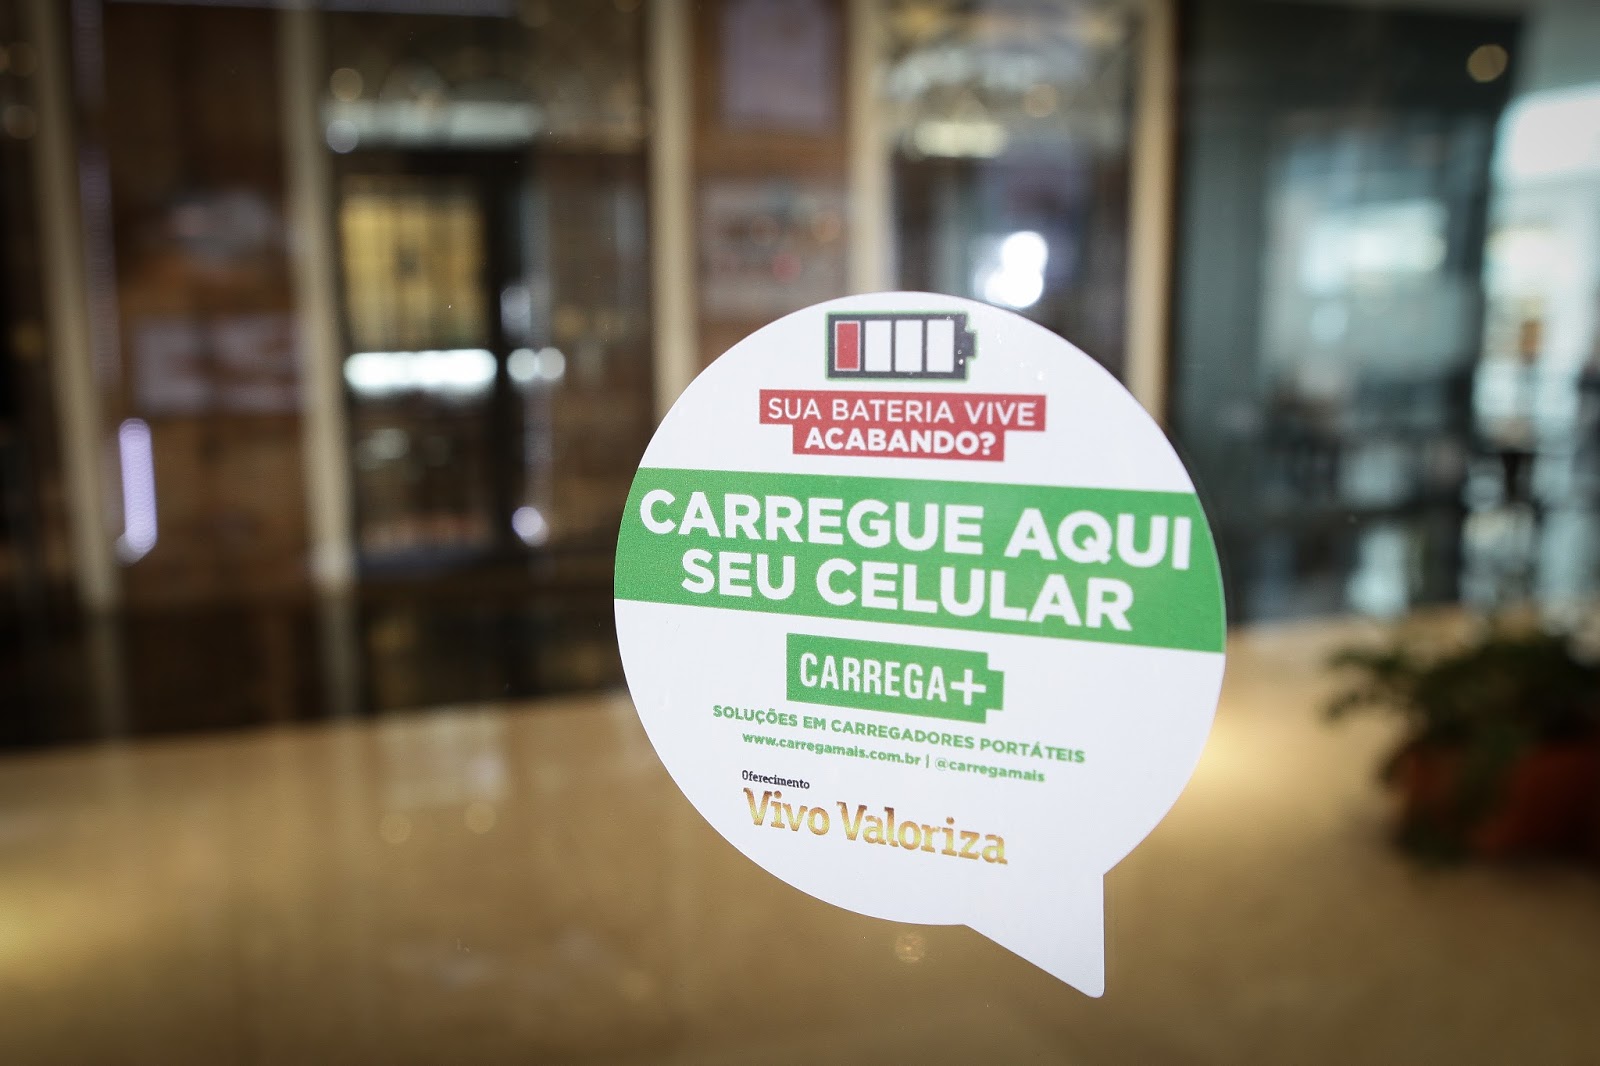 SUA BATERIA VIVE
ACABANDO?
CARREGUE AQUI
SEU CELULAR
CARREGA+
SOLUÇÕES EM CARREGADORES PORTÁTEIS
www.carregamais.com.br | @carregamais
Oferecimento
Vivo Valoriza